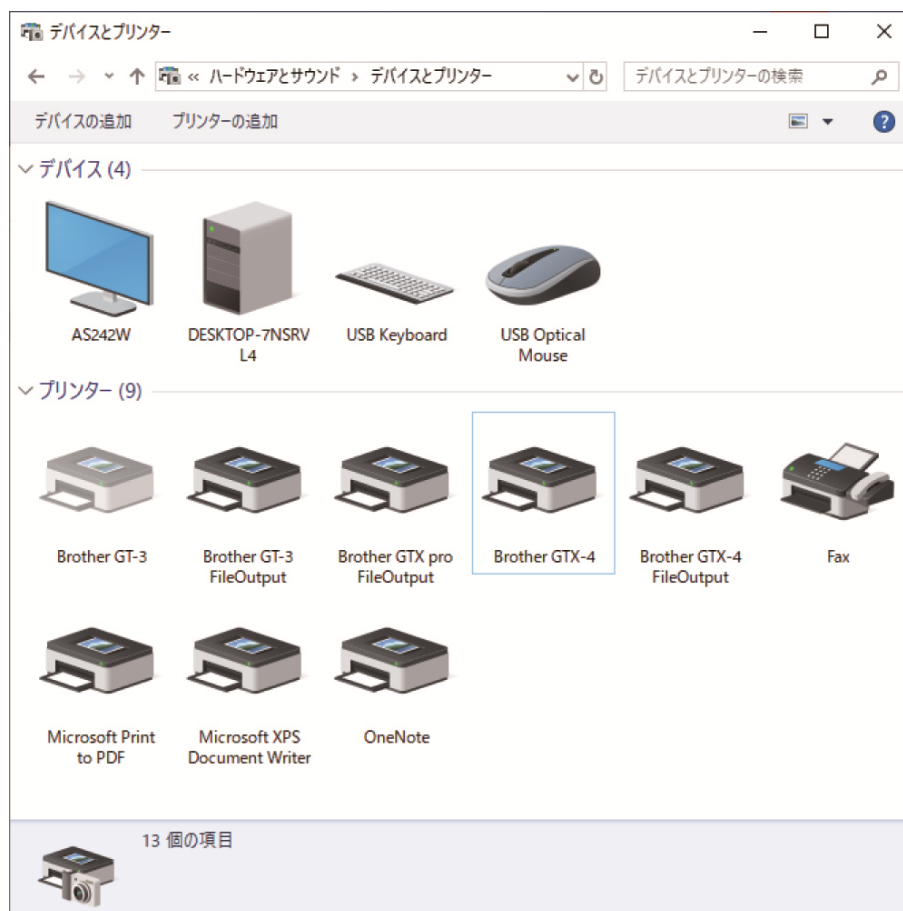 デバイスとプリンター
« ハードウェアとサウンド › デバイスとプリンター
デバイスとプリンターの検索
デバイスの追加 プリンターの追加
?
デバイス (4)
AS242W
DESKTOP-7NSRV
L4
USB Keyboard
USB Optical
Mouse
プリンター (9)
Brother GT-3
Brother GT-3
FileOutput
Brother GTX pro
FileOutput
Brother GTX-4
Brother GTX-4
FileOutput
Fax
Microsoft Print
to PDF
Microsoft XPS
Document Writer
OneNote
13 個の項目